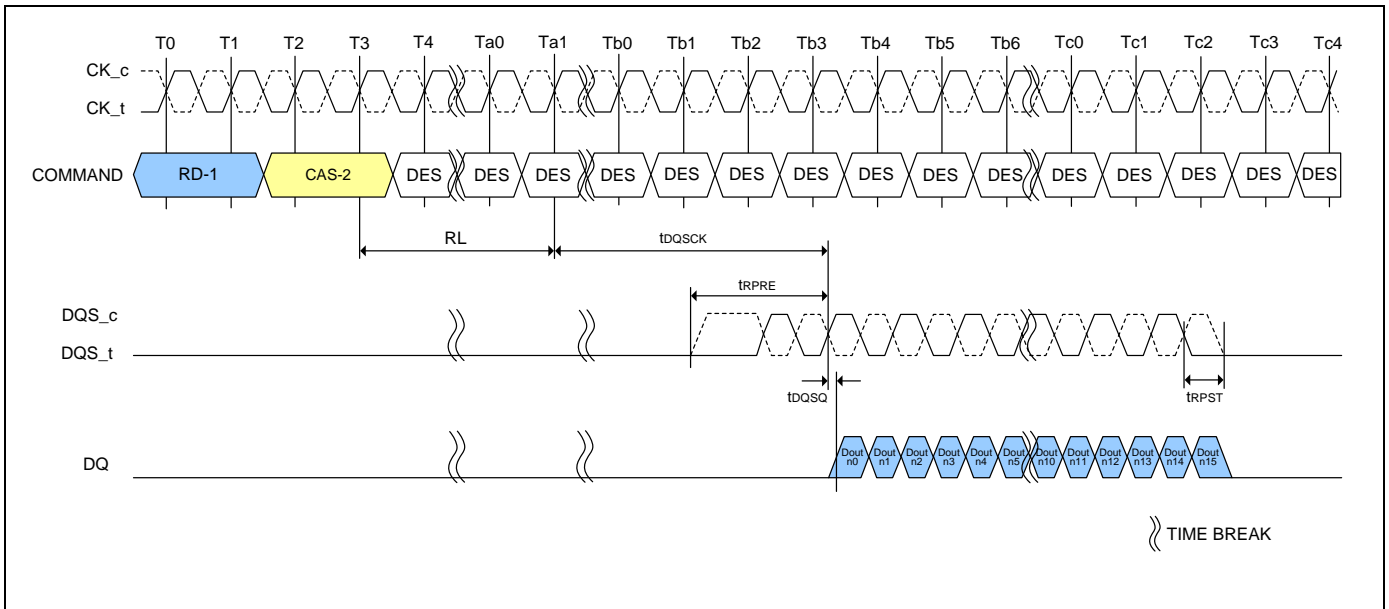 T0 T1 T2 T3 T4 Ta0 Ta1 Tb0 Tb1 Tb2 Tb3 Tb4 Tb5 Tb6 Tc0 Tc1 Tc2 Tc3 Tc4
CK_c
CK_t
COMMAND RD-1 CAS-2 DES DES DES DES DES DES DES DES DES DES DES DES DES DES DES
RL tDQSCK
tRPRE
DQS_c
DQS_t
tDQSQ tRPST
DQ
Dout n0 Dout n1 Dout n2 Dout n3 Dout n4 Dout n5 Dout n10 Dout n11 Dout n12 Dout n13 Dout n14 Dout n15
TIME BREAK